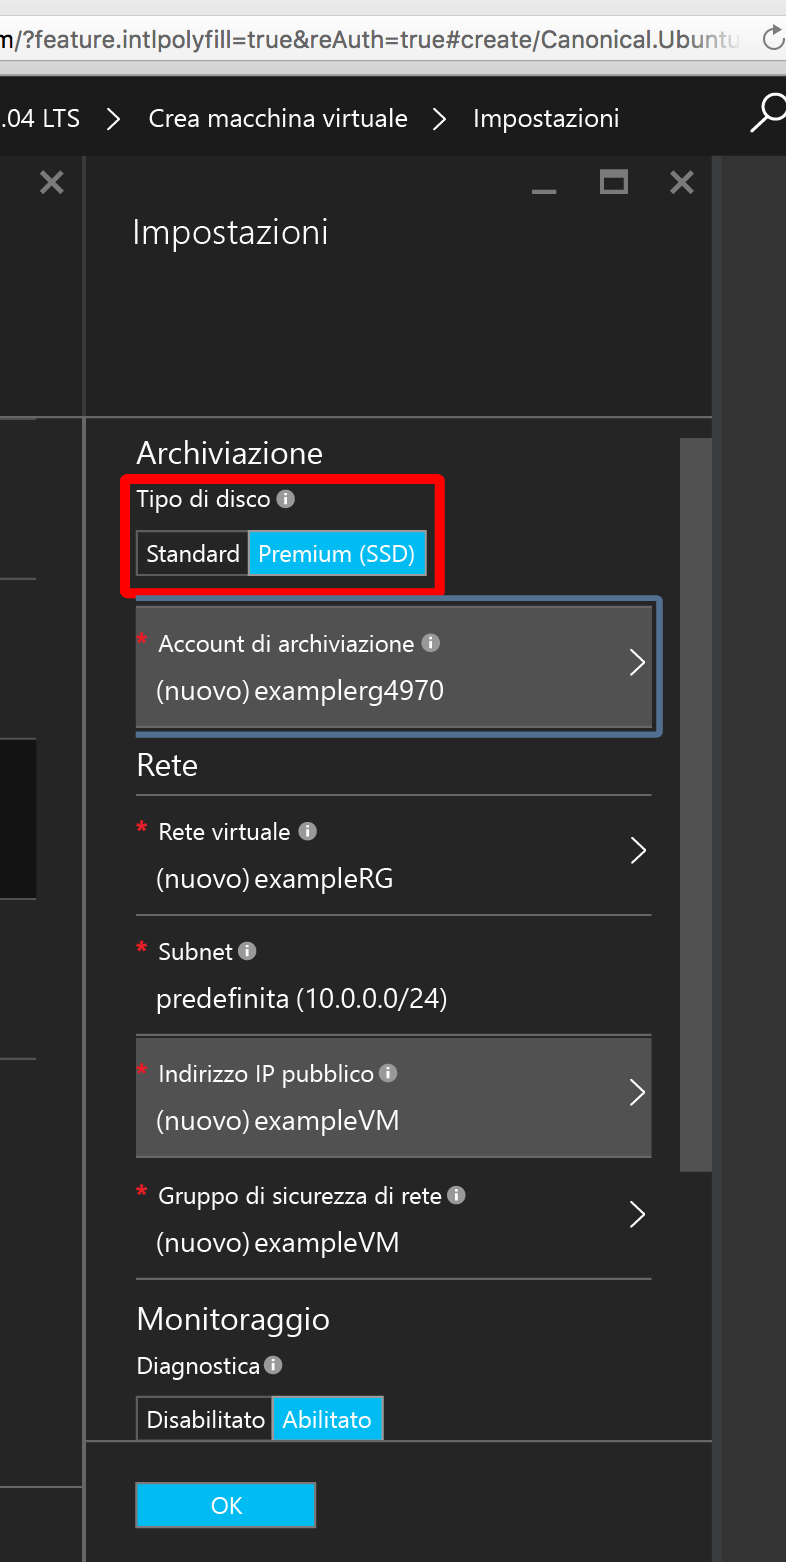 m/?feature.intlpolyfill=true&reAuth=true#create/Canonical.Ubuntu
.04 LTS > Crea macchina virtuale > Impostazioni
Impostazioni
Archiviazione
Tipo di disco
Standard Premium (SSD)
* Account di archiviazione
(nuovo) examplerg4970
Rete
* Rete virtuale
(nuovo) exampleRG
* Subnet
predefinita (10.0.0.0/24)
* Indirizzo IP pubblico
(nuovo) exampleVM
* Gruppo di sicurezza di rete
(nuovo) exampleVM
Monitoraggio
Diagnostica
Disabilitato Abilitato
OK